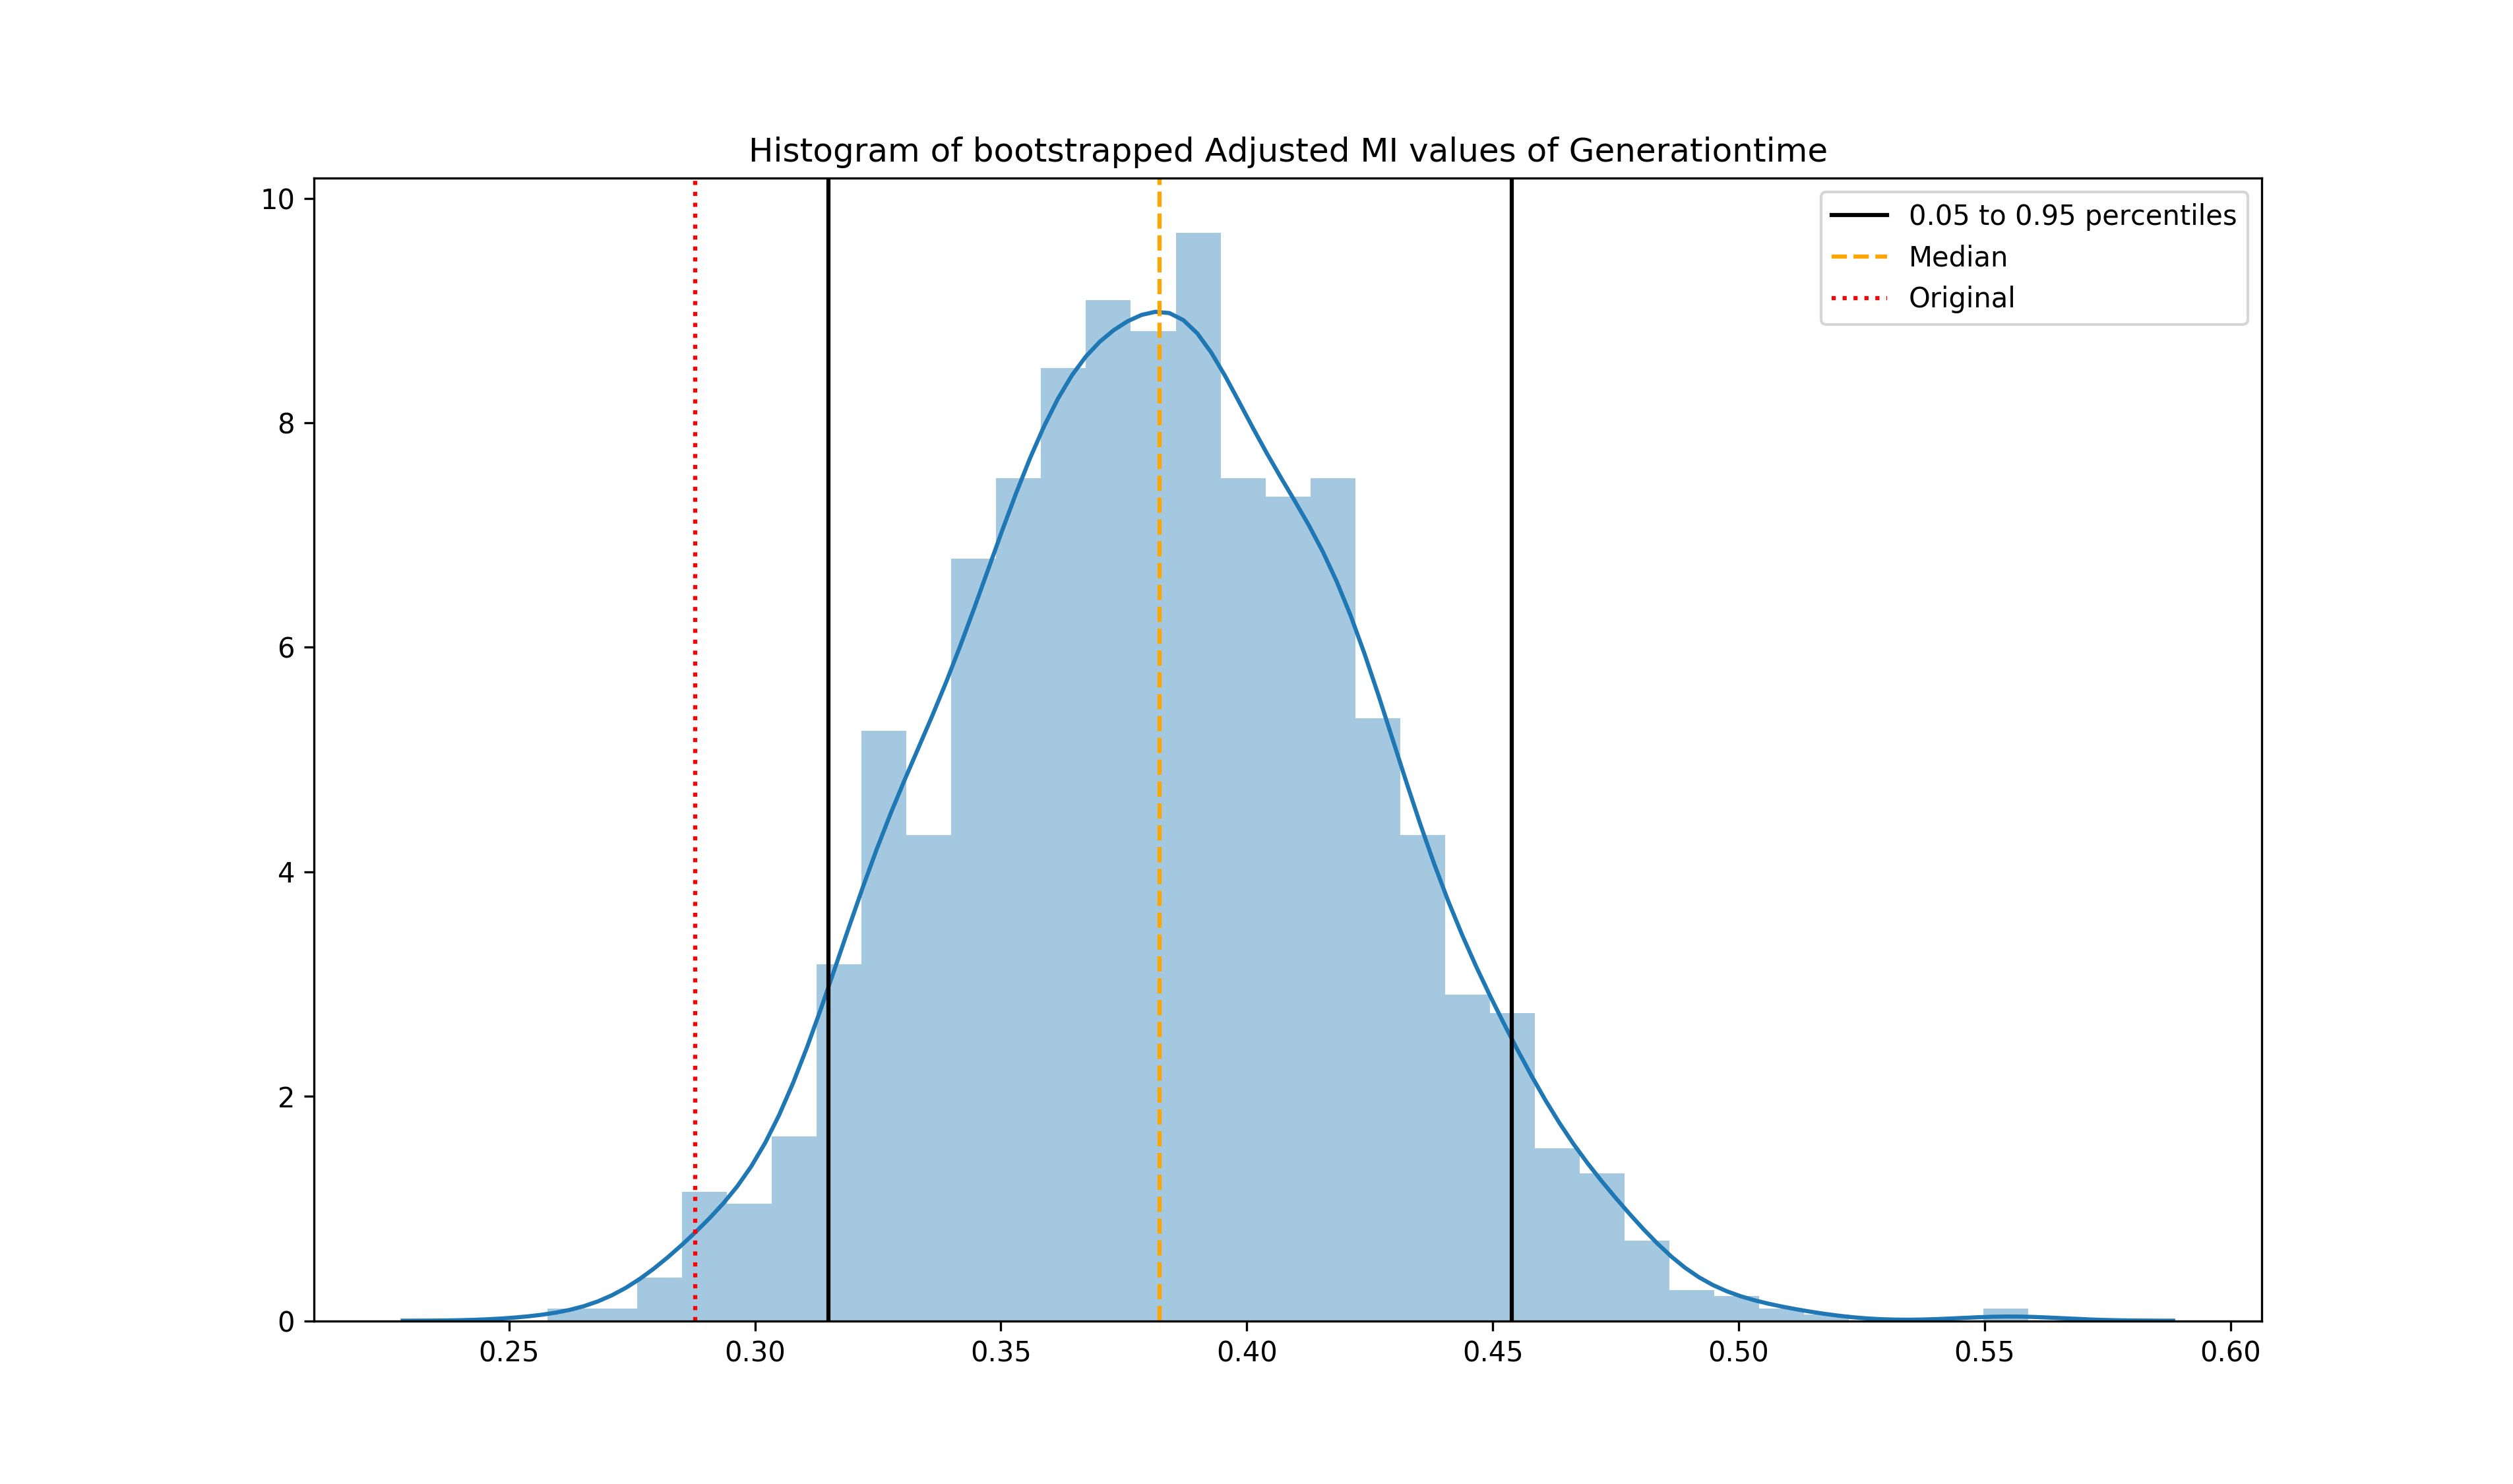 Histogram of bootstrapped Adjusted MI values of Generationtime
0.05 to 0.95 percentiles
Median
Original
10
8
6
4
2
0
0.25 0.30 0.35 0.40 0.45 0.50 0.55 0.60